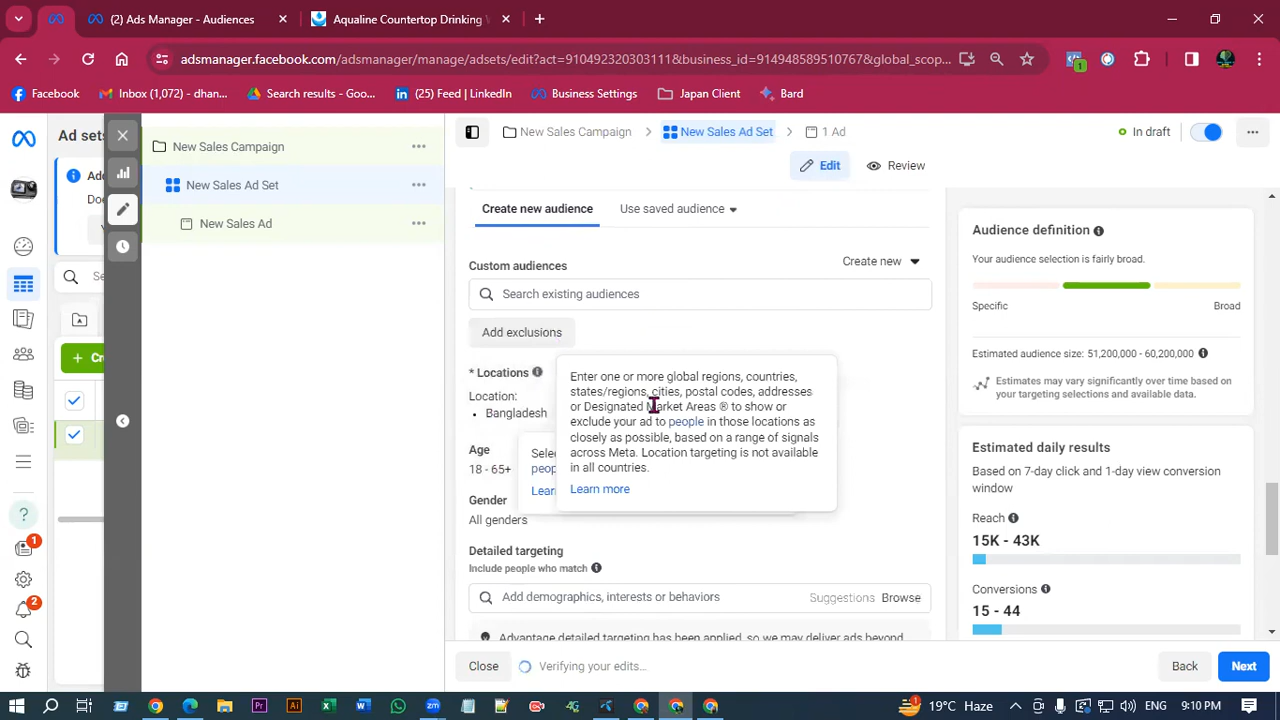 (2) Ads Manager - Audiences
Aqualine Countertop Drinking
adsmanager.facebook.com/adsmanager/manage/adsets/edit?act=910492320303111&business_id=914948589510767&global_scop...
1
Facebook
Inbox (1,072) – dhan...
Search results - Goo...
(25) Feed | LinkedIn
Business Settings
Japan Client
Bard
Ad sets
New Sales Campaign
New Sales Ad Set
New Sales Ad
New Sales Campaign
New Sales Ad Set
1 Ad
In draft
Edit
Review
Create new audience
Use saved audience
Custom audiences
Create new
Search existing audiences
Add exclusions
* Locations
Location:
Bangladesh
Age
18 - 65+
Gender
All genders
Enter one or more global regions, countries,
states/regions, cities, postal codes, addresses
or Designated Market Areas ® to show or
exclude your ad to people in those locations as
closely as possible, based on a range of signals
across Meta. Location targeting is not available
in all countries.
Learn more
Detailed targeting
Include people who match
Add demographics, interests or behaviors
Suggestions
Browse
Advantage detailed targeting has been applied, so we may deliver ads beyond
Close
Verifying your edits...
Back
Next
Audience definition
Your audience selection is fairly broad.
Specific
Broad
Estimated audience size: 51,200,000 - 60,200,000
Estimates may vary significantly over time based on
your targeting selections and available data.
Estimated daily results
Based on 7-day click and 1-day view conversion
window
Reach
15K - 43K
Conversions
15 - 44
1
2
19°C Haze
ENG
9:10 PM